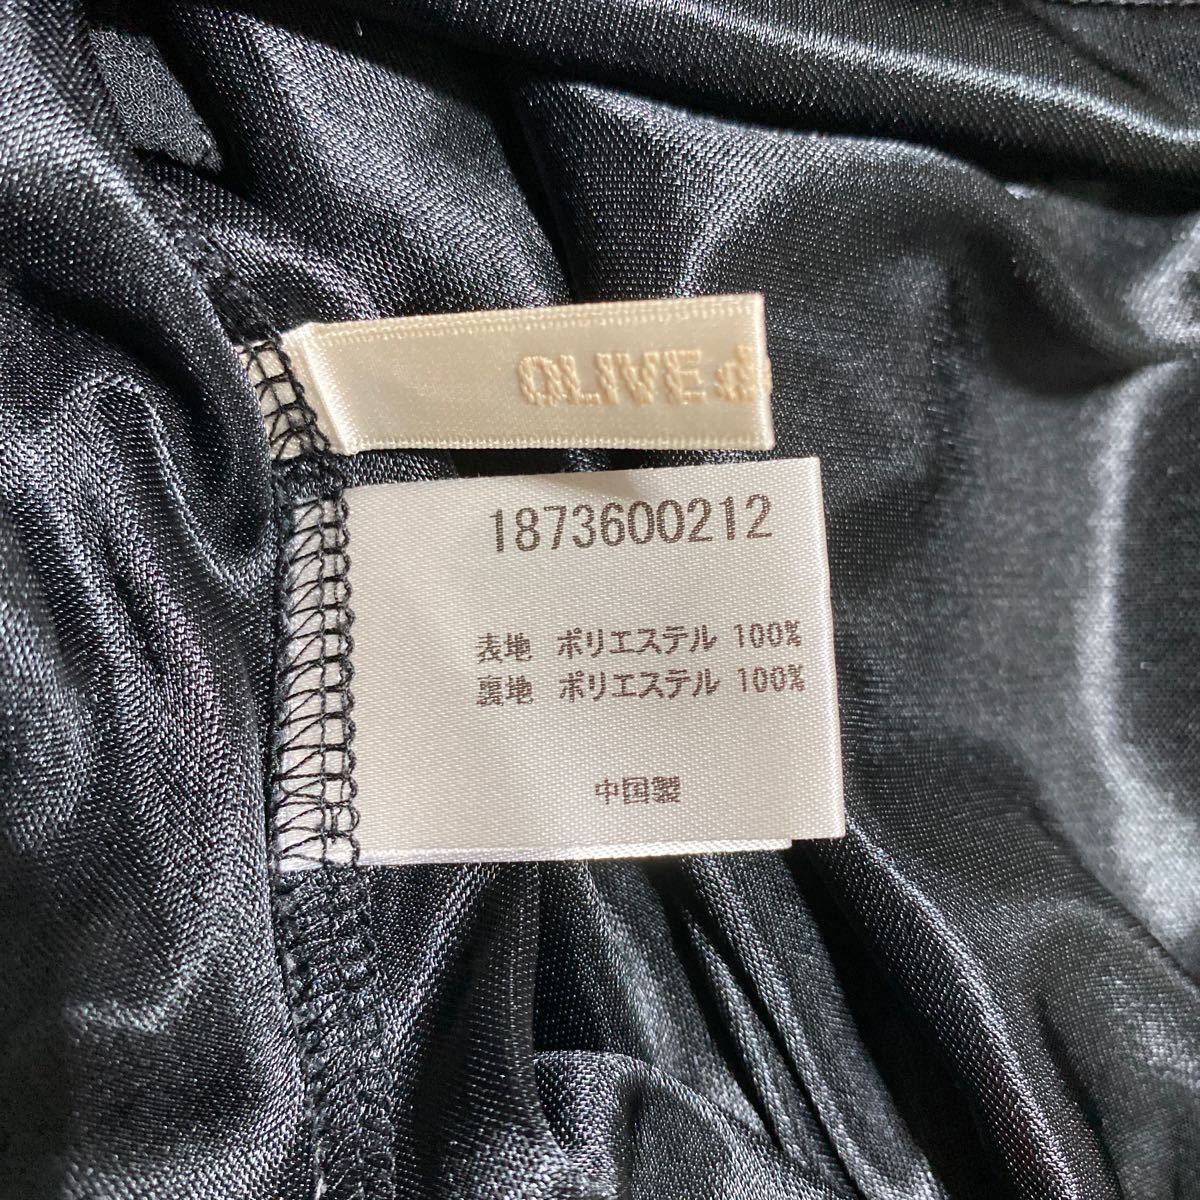 OLIVE
1873600212
表地 ポリエステル 100%
裏地 ポリエステル 100%
中国製